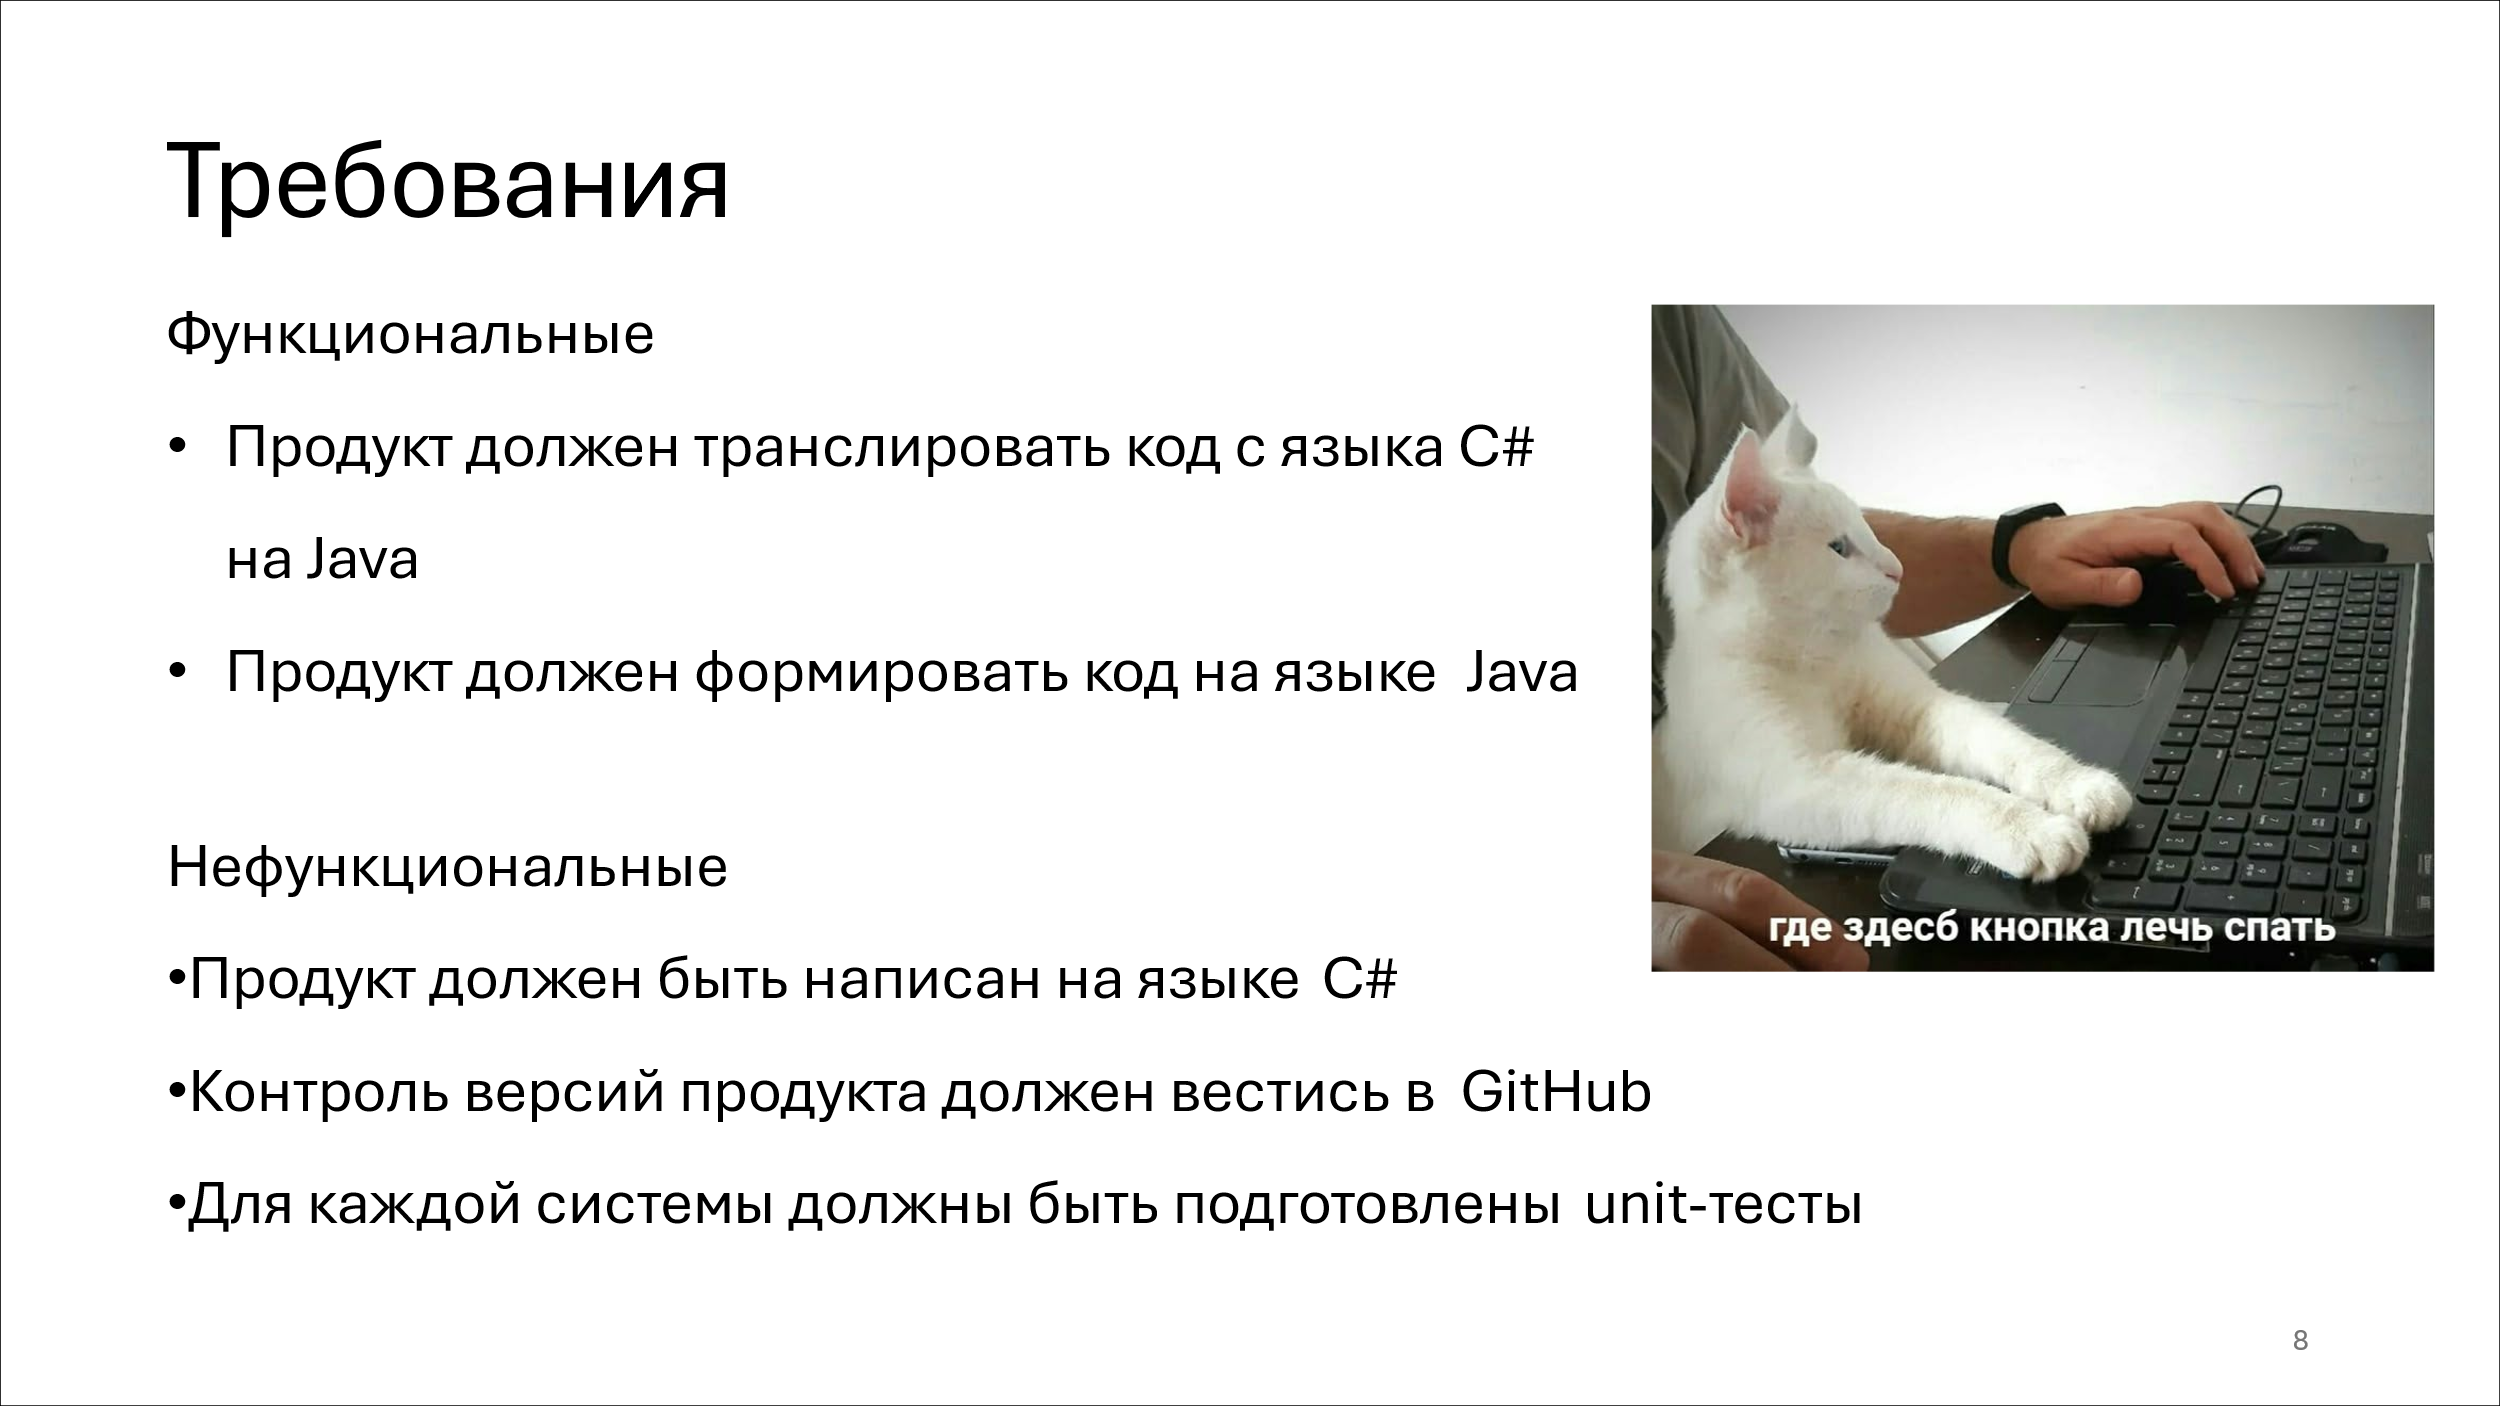 Требования
Функциональные
• Продукт должен транслировать код с языка C#
на Java
• Продукт должен формировать код на языке Java
Нефункциональные
•Продукт должен быть написан на языке C#
•Контроль версий продукта должен вестись в GitHub
•Для каждой системы должны быть подготовлены unit-тесты
где здесб кнопка лечь спать
8